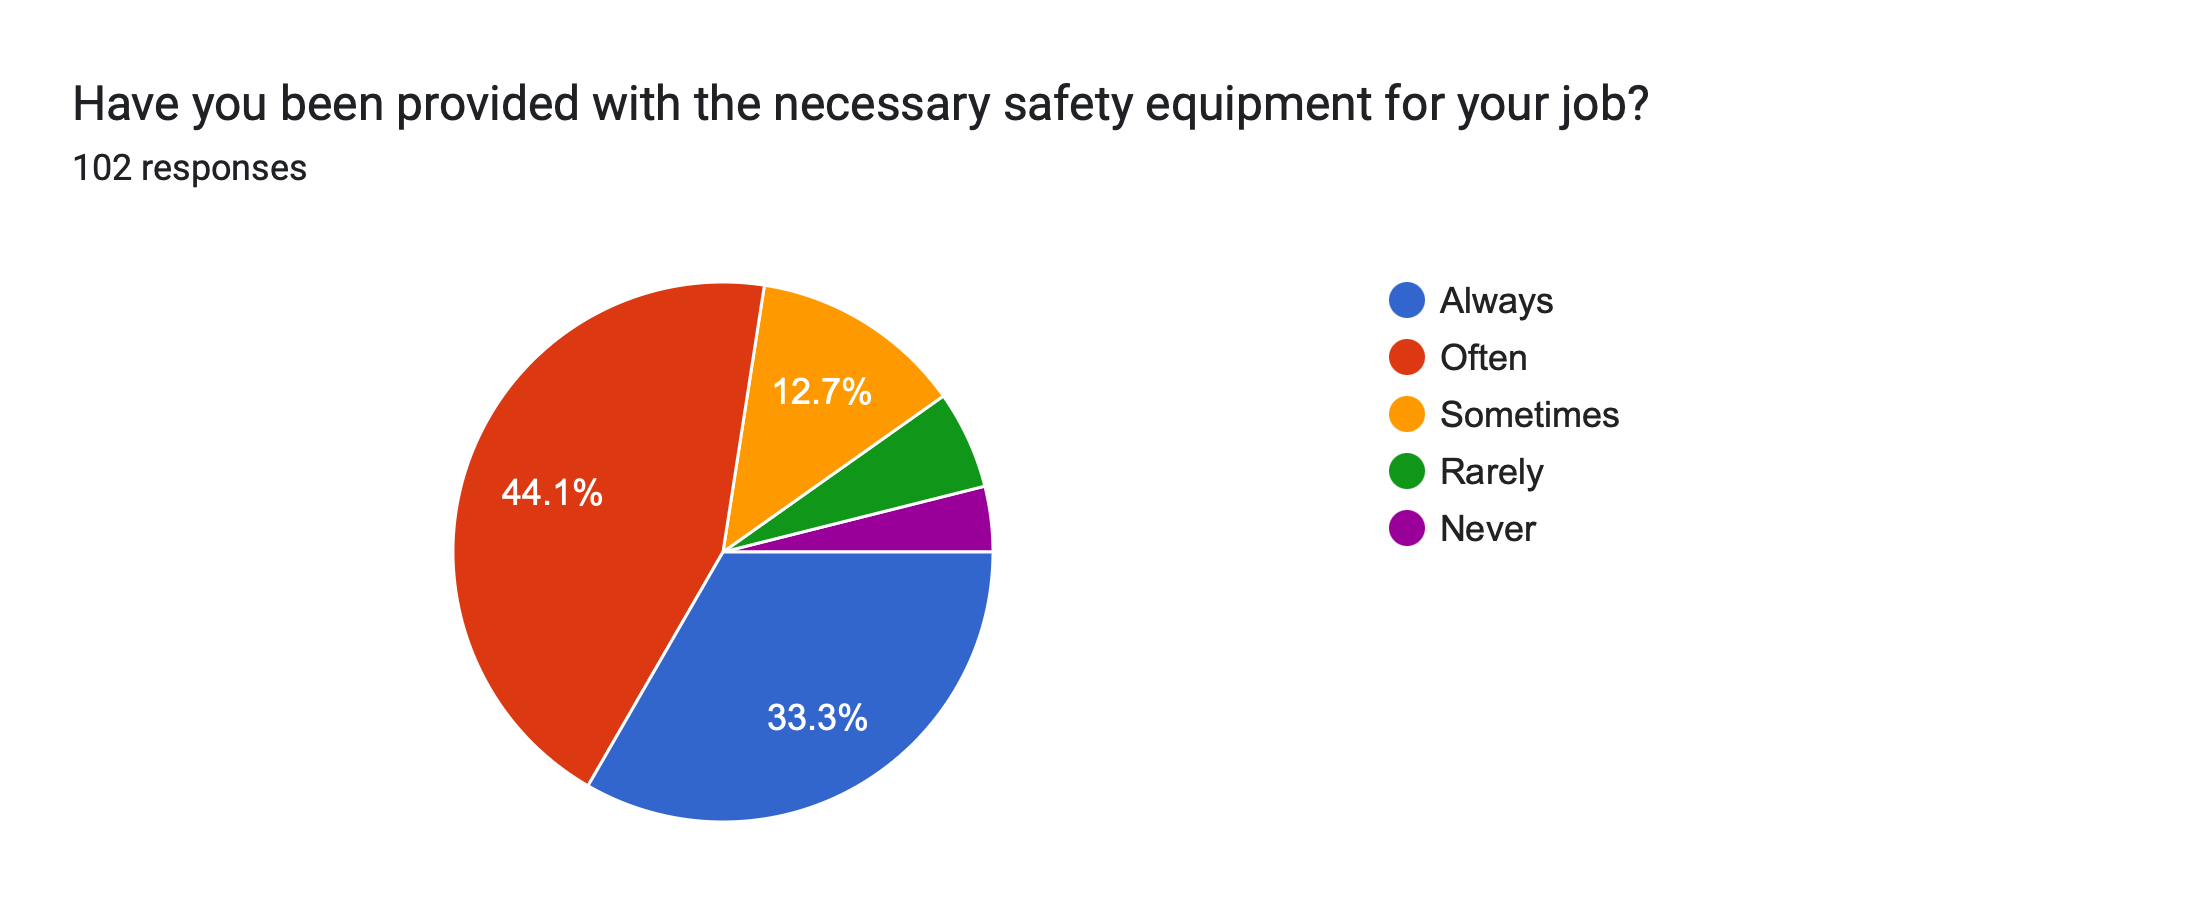 Have you been provided with the necessary safety equipment for your job?
102 responses
12.7%
44.1%
33.3%
Always
Often
Sometimes
Rarely
Never